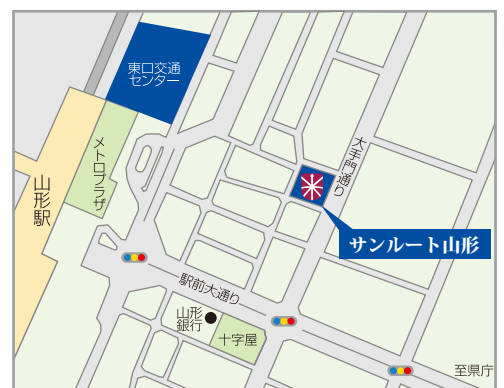 東口交通
センター
メトロプラザ
大手門通り
山形駅
サンルート山形
駅前大通り
山形
銀行
十字屋
至県庁